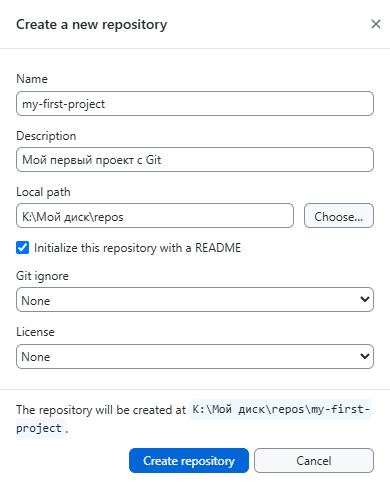 Create a new repository
Name
my-first-project
Description
Мой первый проект с Git
Local path
K:\Мой диск\repos
Choose...
Initialize this repository with a README
Git ignore
None
License
None
The repository will be created at K:\Мой диск\repos\my-first-
project.
Create repository
Cancel